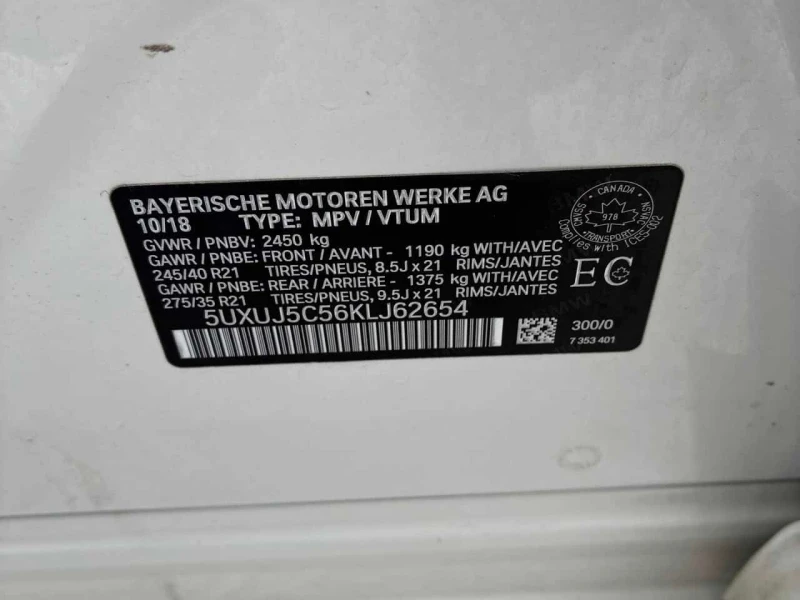 BAYERISCHE MOTOREN WERKE AG
10/18 TYPE: MPV / VTUM
GVWR / PNBV: 2450 kg
GAWR / PNBE: FRONT / AVANT - 1190 kg WITH/AVEC
245/40 R21 TIRES/PNEUS, 8.5J x 21 RIMS/JANTES
GAWR / PNBE: REAR / ARRIERE - 1375 kg WITH/AVEC
275/35 R21 TIRES/PNEUS, 9.5J x 21 RIMS/JANTES
5UXUJ5C56KLJ62654
CANADA
978
TRANSPORT
Complies with
EC
300/0
7 353 401